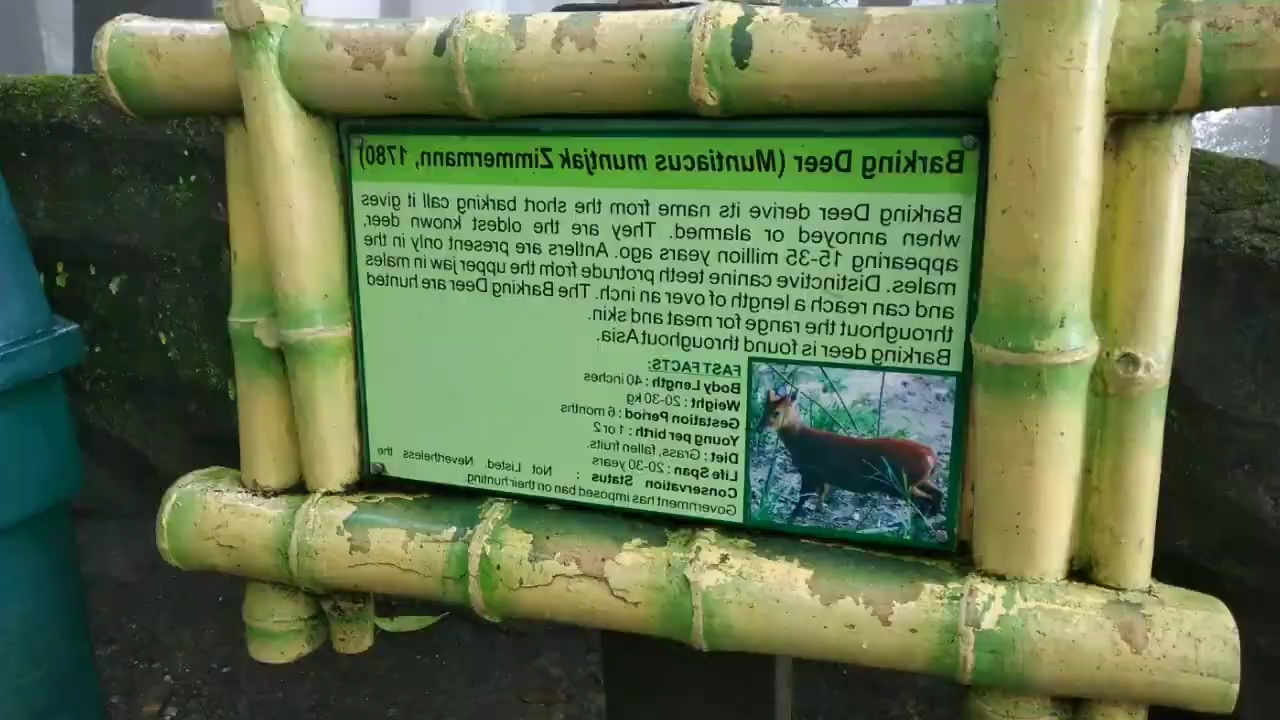 Barking Deer (Muntiacus muntjak Zimmermann, 1780)
Barking Deer derive its name from the short barking call it gives
when annoyed or alarmed. They are the oldest known deer,
appearing 15-35 million years ago. Antlers are present only in the
males. Distinctive canine teeth protrude from the upper jaw in males
and can reach a length of over an inch. The Barking Deer are hunted
throughout the range for meat and skin.
Barking deer is found throughout Asia.
FAST FACTS:
Body Length : 40 inches
Weight : 20-30 kg
Gestation Period : 6 months
Young per birth : 1 or 2
Diet : Grass, fallen fruits.
Life Span : 20-30 years
Conservation Status : Not Listed. Nevertheless the
Government has imposed ban on their hunting